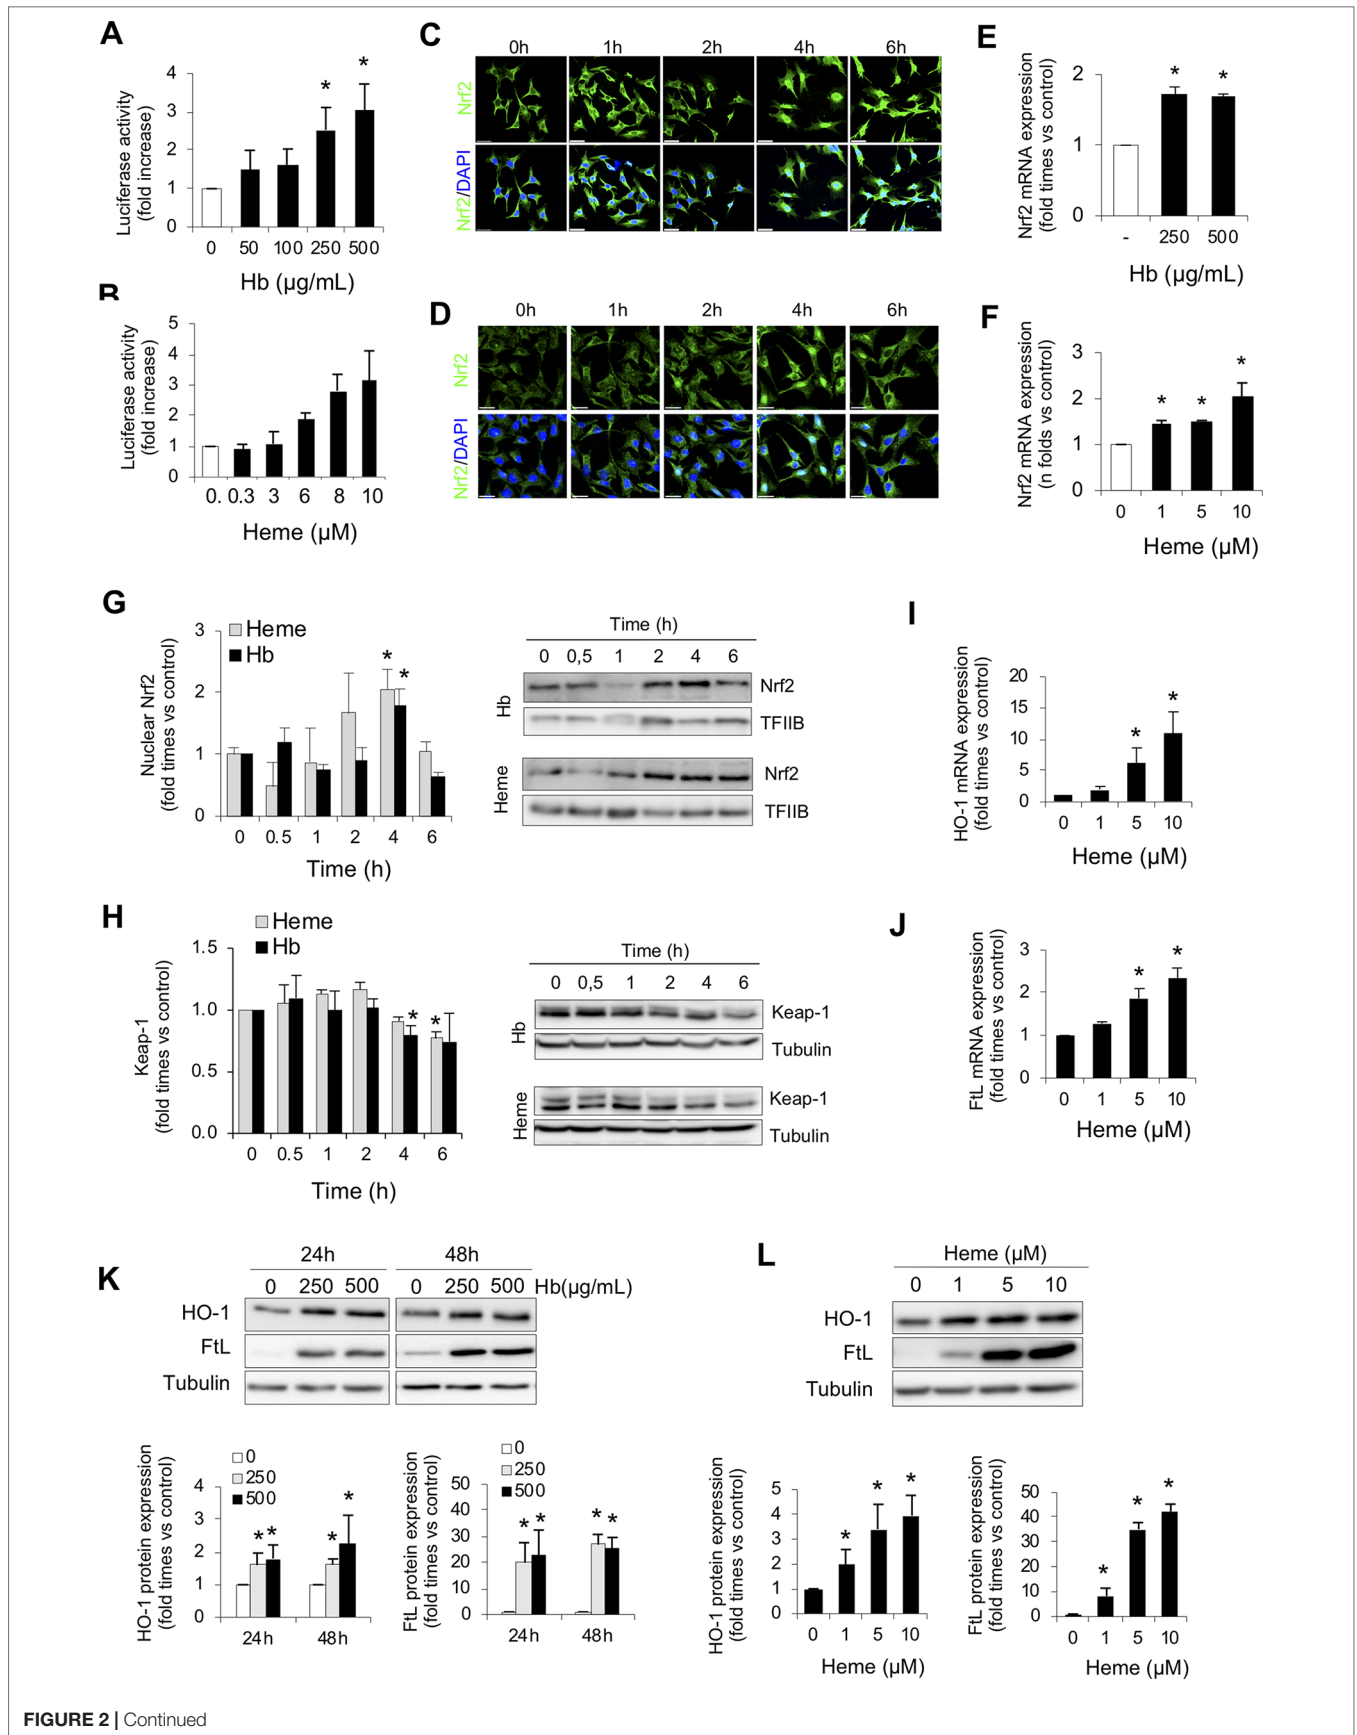 A
Luciferase activity
(fold increase)
4
3
2
1
0
*
*
0 50 100 250 500
Hb (µg/mL)
B
Luciferase activity
(fold increase)
5
4
3
2
1
0
0. 0.3 3 6 8 10
Heme (µM)
C
0h 1h 2h 4h 6h
Nrf2
Nrf2/DAPI
D
0h 1h 2h 4h 6h
Nrf2
Nrf2/DAPI
E
Nrf2 mRNA expression
(fold times vs control)
2
1
0
* *
- 250 500
Hb (µg/mL)
F
Nrf2 mRNA expression
(n folds vs control)
3
2
1
0
* * *
0 1 5 10
Heme (µM)
G
Nuclear Nrf2
(fold times vs control)
Heme
Hb
3
2
1
0
* *
0 0.5 1 2 4 6
Time (h)
Time (h)
0 0,5 1 2 4 6
Hb
Nrf2
TFIIB
Heme
Nrf2
TFIIB
H
Keap-1
(fold times vs control)
Heme
Hb
1.5
1.0
0.5
0.0
* *
0 0.5 1 2 4 6
Time (h)
Time (h)
0 0,5 1 2 4 6
Hb
Keap-1
Tubulin
Heme
Keap-1
Tubulin
I
HO-1 mRNA expression
(fold times vs control)
20
15
10
5
0
* *
0 1 5 10
Heme (µM)
J
FtL mRNA expression
(fold times vs control)
3
2
1
0
* *
0 1 5 10
Heme (µM)
K
24h 48h
0 250 500 0 250 500 Hb(µg/mL)
HO-1
FtL
Tubulin
HO-1 protein expression
(fold times vs control)
0
250
500
4
3
2
1
0
* * * *
24h 48h
FtL protein expression
(fold times vs control)
0
250
500
50
40
30
20
10
0
* * * *
24h 48h
L
Heme (µM)
0 1 5 10
HO-1
FtL
Tubulin
HO-1 protein expression
(fold times vs control)
5
4
3
2
1
0
* * *
0 1 5 10
Heme (µM)
FtL protein expression
(fold times vs control)
50
40
30
20
10
0
* * *
0 1 5 10
Heme (µM)
FIGURE 2 | Continued